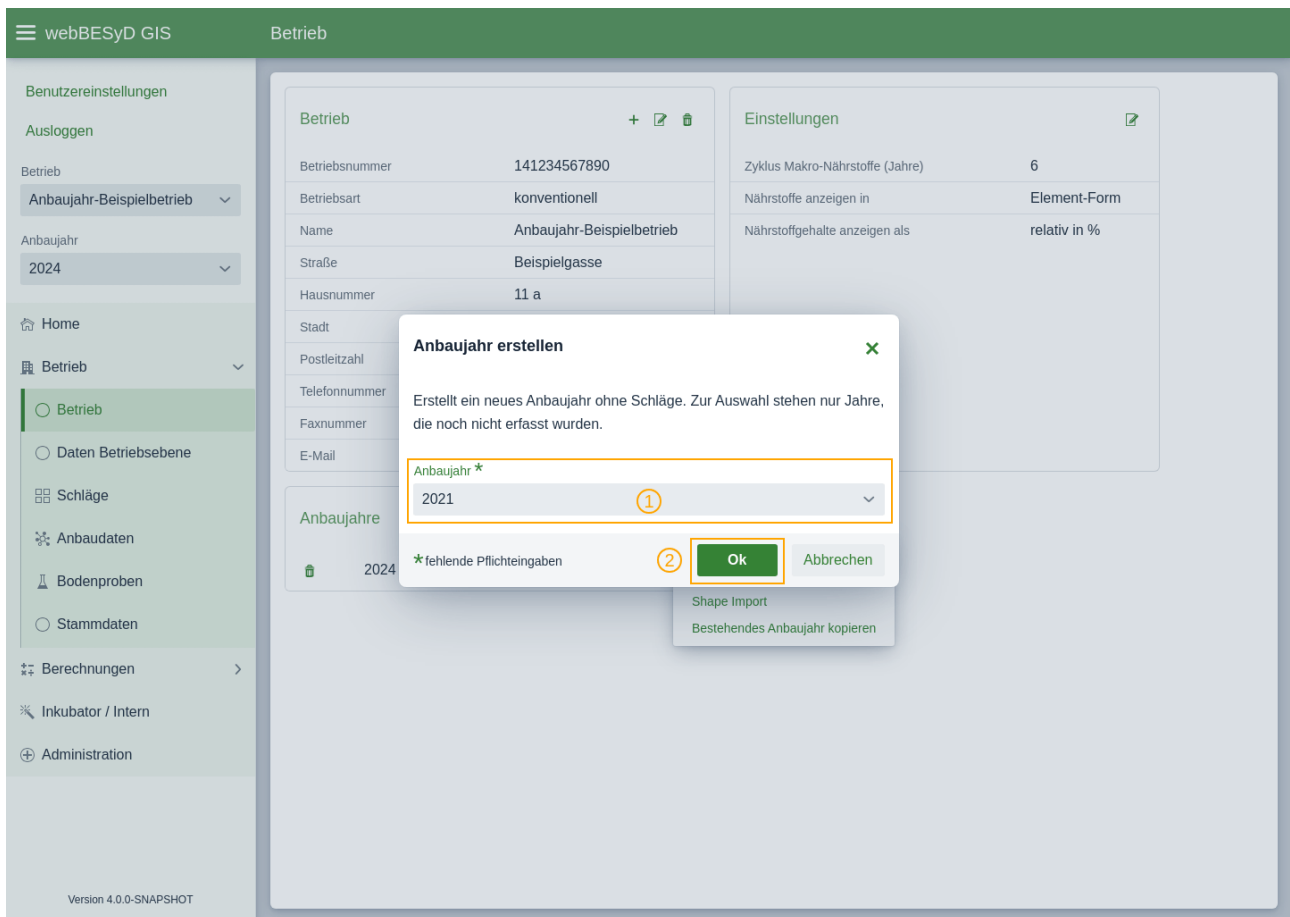 webBESyD GIS
Betrieb
Benutzereinstellungen
Ausloggen
Betrieb
Anbaujahr-Beispielbetrieb
Anbaujahr
2024
Home
Betrieb
Betrieb
Daten Betriebsebene
Schläge
Anbaudaten
Bodenproben
Stammdaten
Berechnungen
Inkubator / Intern
Administration
Version 4.0.0-SNAPSHOT
Betrieb
Betriebsnummer 141234567890
Betriebsart konventionell
Name Anbaujahr-Beispielbetrieb
Straße Beispielgasse
Hausnummer 11 a
Stadt
Postleitzahl
Telefonnummer
Faxnummer
E-Mail
Einstellungen
Zyklus Makro-Nährstoffe (Jahre) 6
Nährstoffe anzeigen in Element-Form
Nährstoffgehalte anzeigen als relativ in %
Anbaujahre
2024
Anbaujahr erstellen
Erstellt ein neues Anbaujahr ohne Schläge. Zur Auswahl stehen nur Jahre,
die noch nicht erfasst wurden.
Anbaujahr *
2021
1
* fehlende Pflichteingaben
2
Ok
Abbrechen
Shape Import
Bestehendes Anbaujahr kopieren